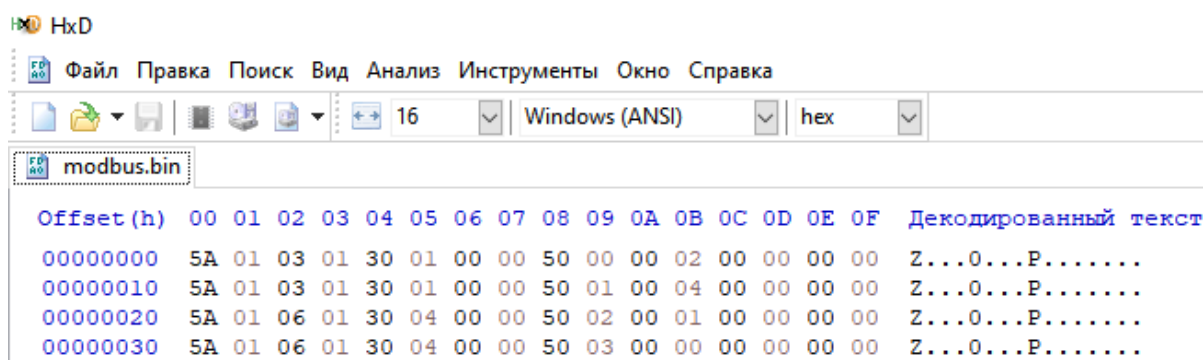 HxD
Файл Правка Поиск Вид Анализ Инструменты Окно Справка
16 Windows (ANSI) hex
modbus.bin
Offset(h) 00 01 02 03 04 05 06 07 08 09 0A 0B 0C 0D 0E 0F Декодированный текст
00000000 5A 01 03 01 30 01 00 00 50 00 00 02 00 00 00 00 Z...0...P.......
00000010 5A 01 03 01 30 01 00 00 50 01 00 04 00 00 00 00 Z...0...P.......
00000020 5A 01 06 01 30 04 00 00 50 02 00 01 00 00 00 00 Z...0...P.......
00000030 5A 01 06 01 30 04 00 00 50 03 00 00 00 00 00 00 Z...0...P.......